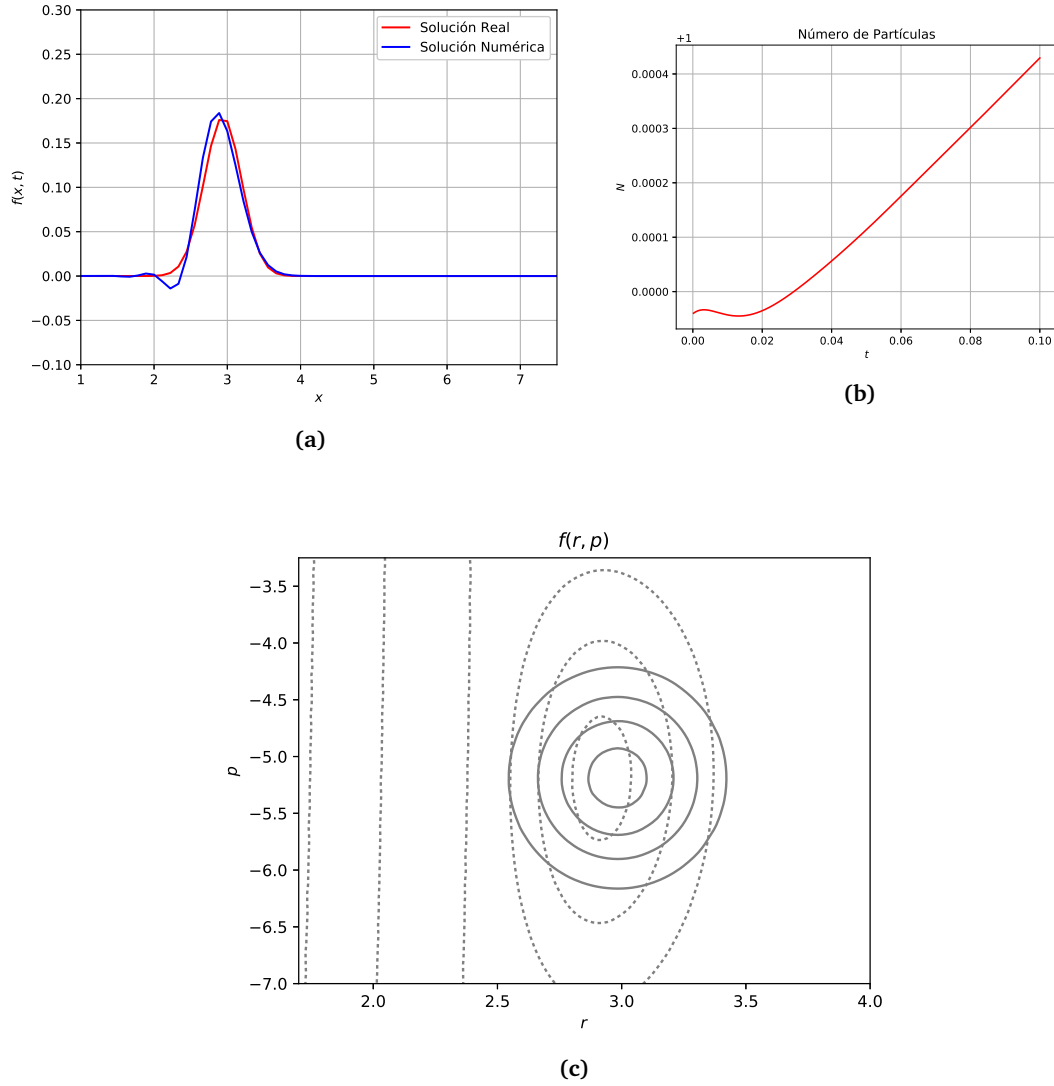 0.30
0.25
0.20
0.15
0.10
0.05
0.00
−0.05
−0.10
f(x, t)
Solución Real
Solución Numérica
1 2 3 4 5 6 7
x
(a)
Número de Partículas
+1
0.0004
0.0003
0.0002
0.0001
0.0000
N
0.00 0.02 0.04 0.06 0.08 0.10
t
(b)
f(r, p)
−3.5
−4.0
−4.5
−5.0
−5.5
−6.0
−6.5
−7.0
p
2.0 2.5 3.0 3.5 4.0
r
(c)